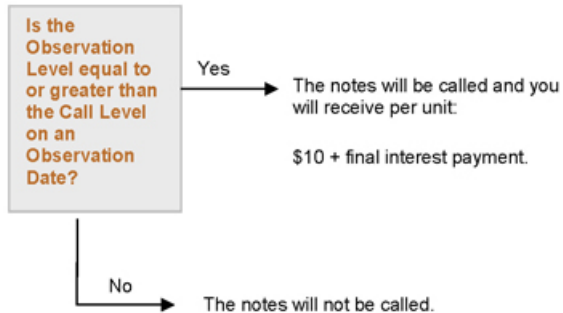 Is the
Observation
Level equal to
or greater than
the Call Level
on an
Observation
Date?
Yes
The notes will be called and you
will receive per unit:
$10 + final interest payment.
No
The notes will not be called.